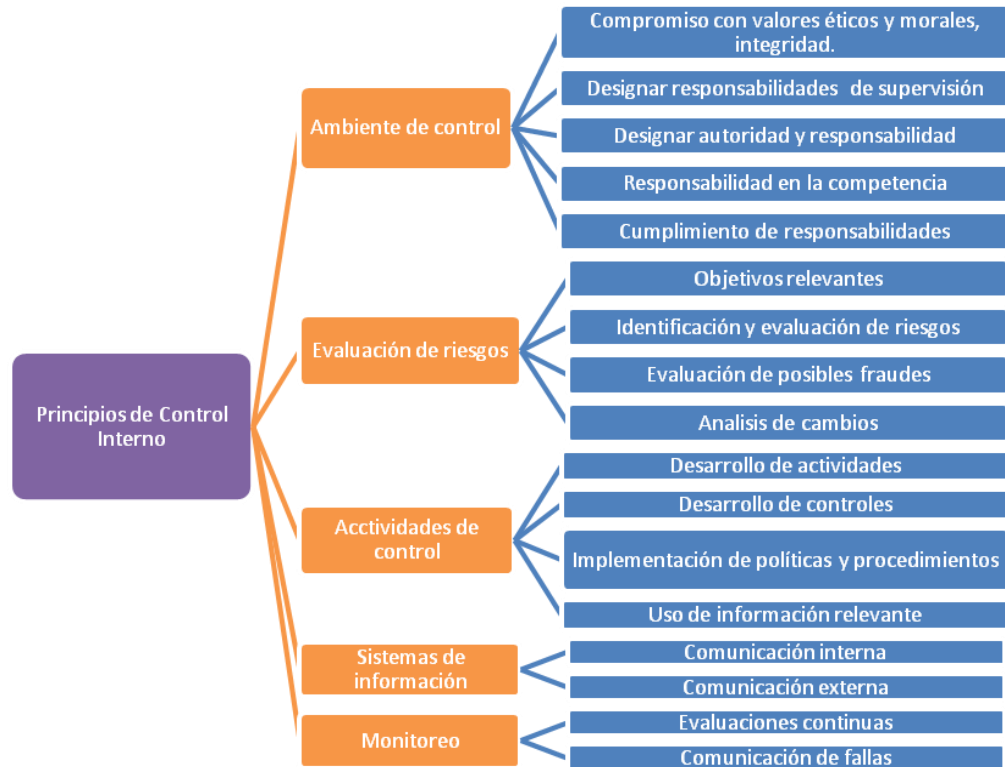 Principios de Control
Interno
Ambiente de control
Compromiso con valores éticos y morales,
integridad.
Designar responsabilidades de supervisión
Designar autoridad y responsabilidad
Responsabilidad en la competencia
Cumplimiento de responsabilidades
Evaluación de riesgos
Objetivos relevantes
Identificación y evaluación de riesgos
Evaluación de posibles fraudes
Analisis de cambios
Acctividades de
control
Desarrollo de actividades
Desarrollo de controles
Implementación de políticas y procedimientos
Uso de información relevante
Sistemas de
información
Comunicación interna
Comunicación externa
Monitoreo
Evaluaciones continuas
Comunicación de fallas